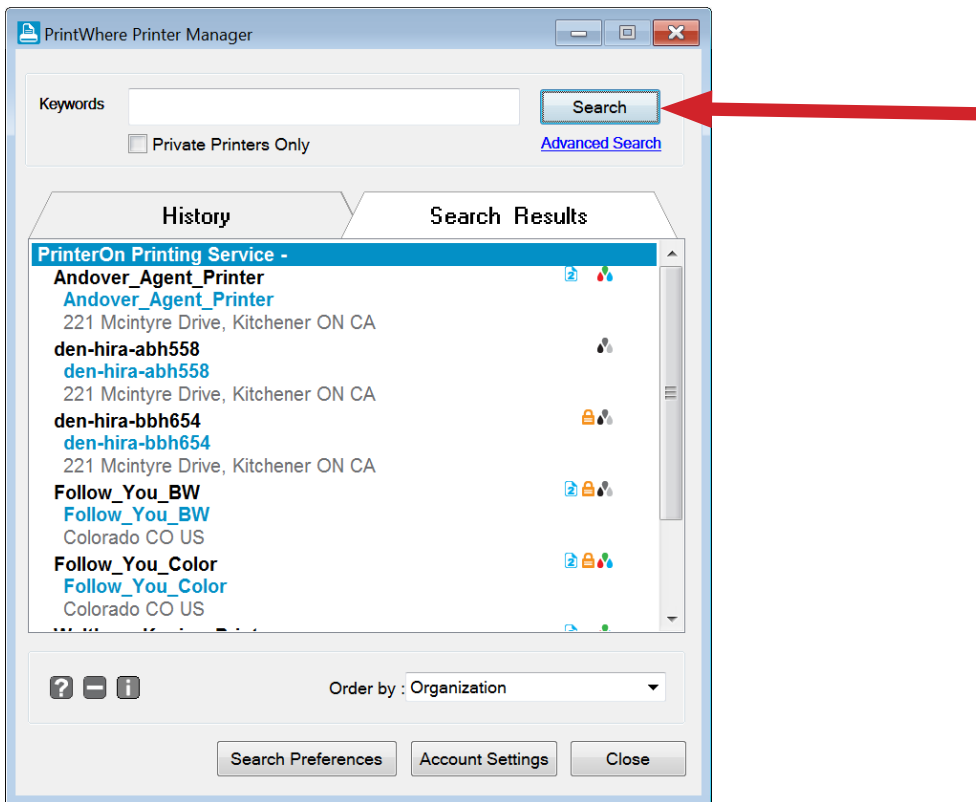 PrintWhere Printer Manager
Keywords
Search
Private Printers Only
Advanced Search
History
Search Results
PrinterOn Printing Service -
Andover_Agent_Printer
2
Andover_Agent_Printer
221 Mcintyre Drive, Kitchener ON CA
den-hira-abh558
den-hira-abh558
221 Mcintyre Drive, Kitchener ON CA
den-hira-bbh654
den-hira-bbh654
221 Mcintyre Drive, Kitchener ON CA
Follow_You_BW
2
Follow_You_BW
Colorado CO US
Follow_You_Color
2
Follow_You_Color
Colorado CO US
? – i
Order by : Organization
Search Preferences
Account Settings
Close